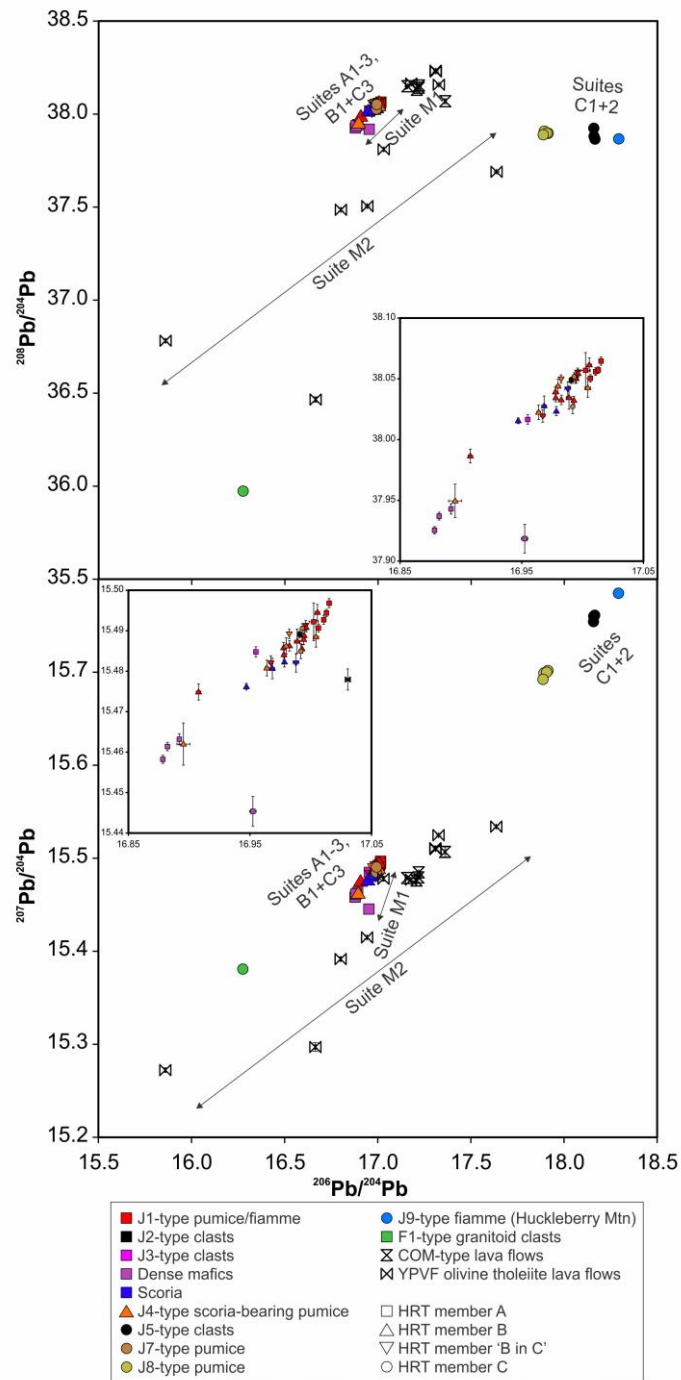 38.5
38.0
37.5
37.0
36.5
36.0
35.5
²⁰⁸Pb/²⁰⁴Pb
Suites A1-3,
B1+C3
Suite M1
Suites
C1+2
Suite M2
38.10
38.05
38.00
37.95
37.90
16.85
16.95
17.05
15.50
15.49
15.48
15.47
15.46
15.45
15.44
16.85
16.95
17.05
15.7
15.6
15.5
15.4
15.3
15.2
²⁰⁷Pb/²⁰⁴Pb
Suites
C1+2
Suites A1-3,
B1+C3
Suite M1
Suite M2
15.5 16.0 16.5 17.0 17.5 18.0 18.5
²⁰⁶Pb/²⁰⁴Pb
J1-type pumice/fiamme
J2-type clasts
J3-type clasts
Dense mafics
Scoria
J4-type scoria-bearing pumice
J5-type clasts
J7-type pumice
J8-type pumice
J9-type fiamme (Huckleberry Mtn)
F1-type granitoid clasts
COM-type lava flows
YPVF olivine tholeiite lava flows
HRT member A
HRT member B
HRT member ‘B in C’
HRT member C